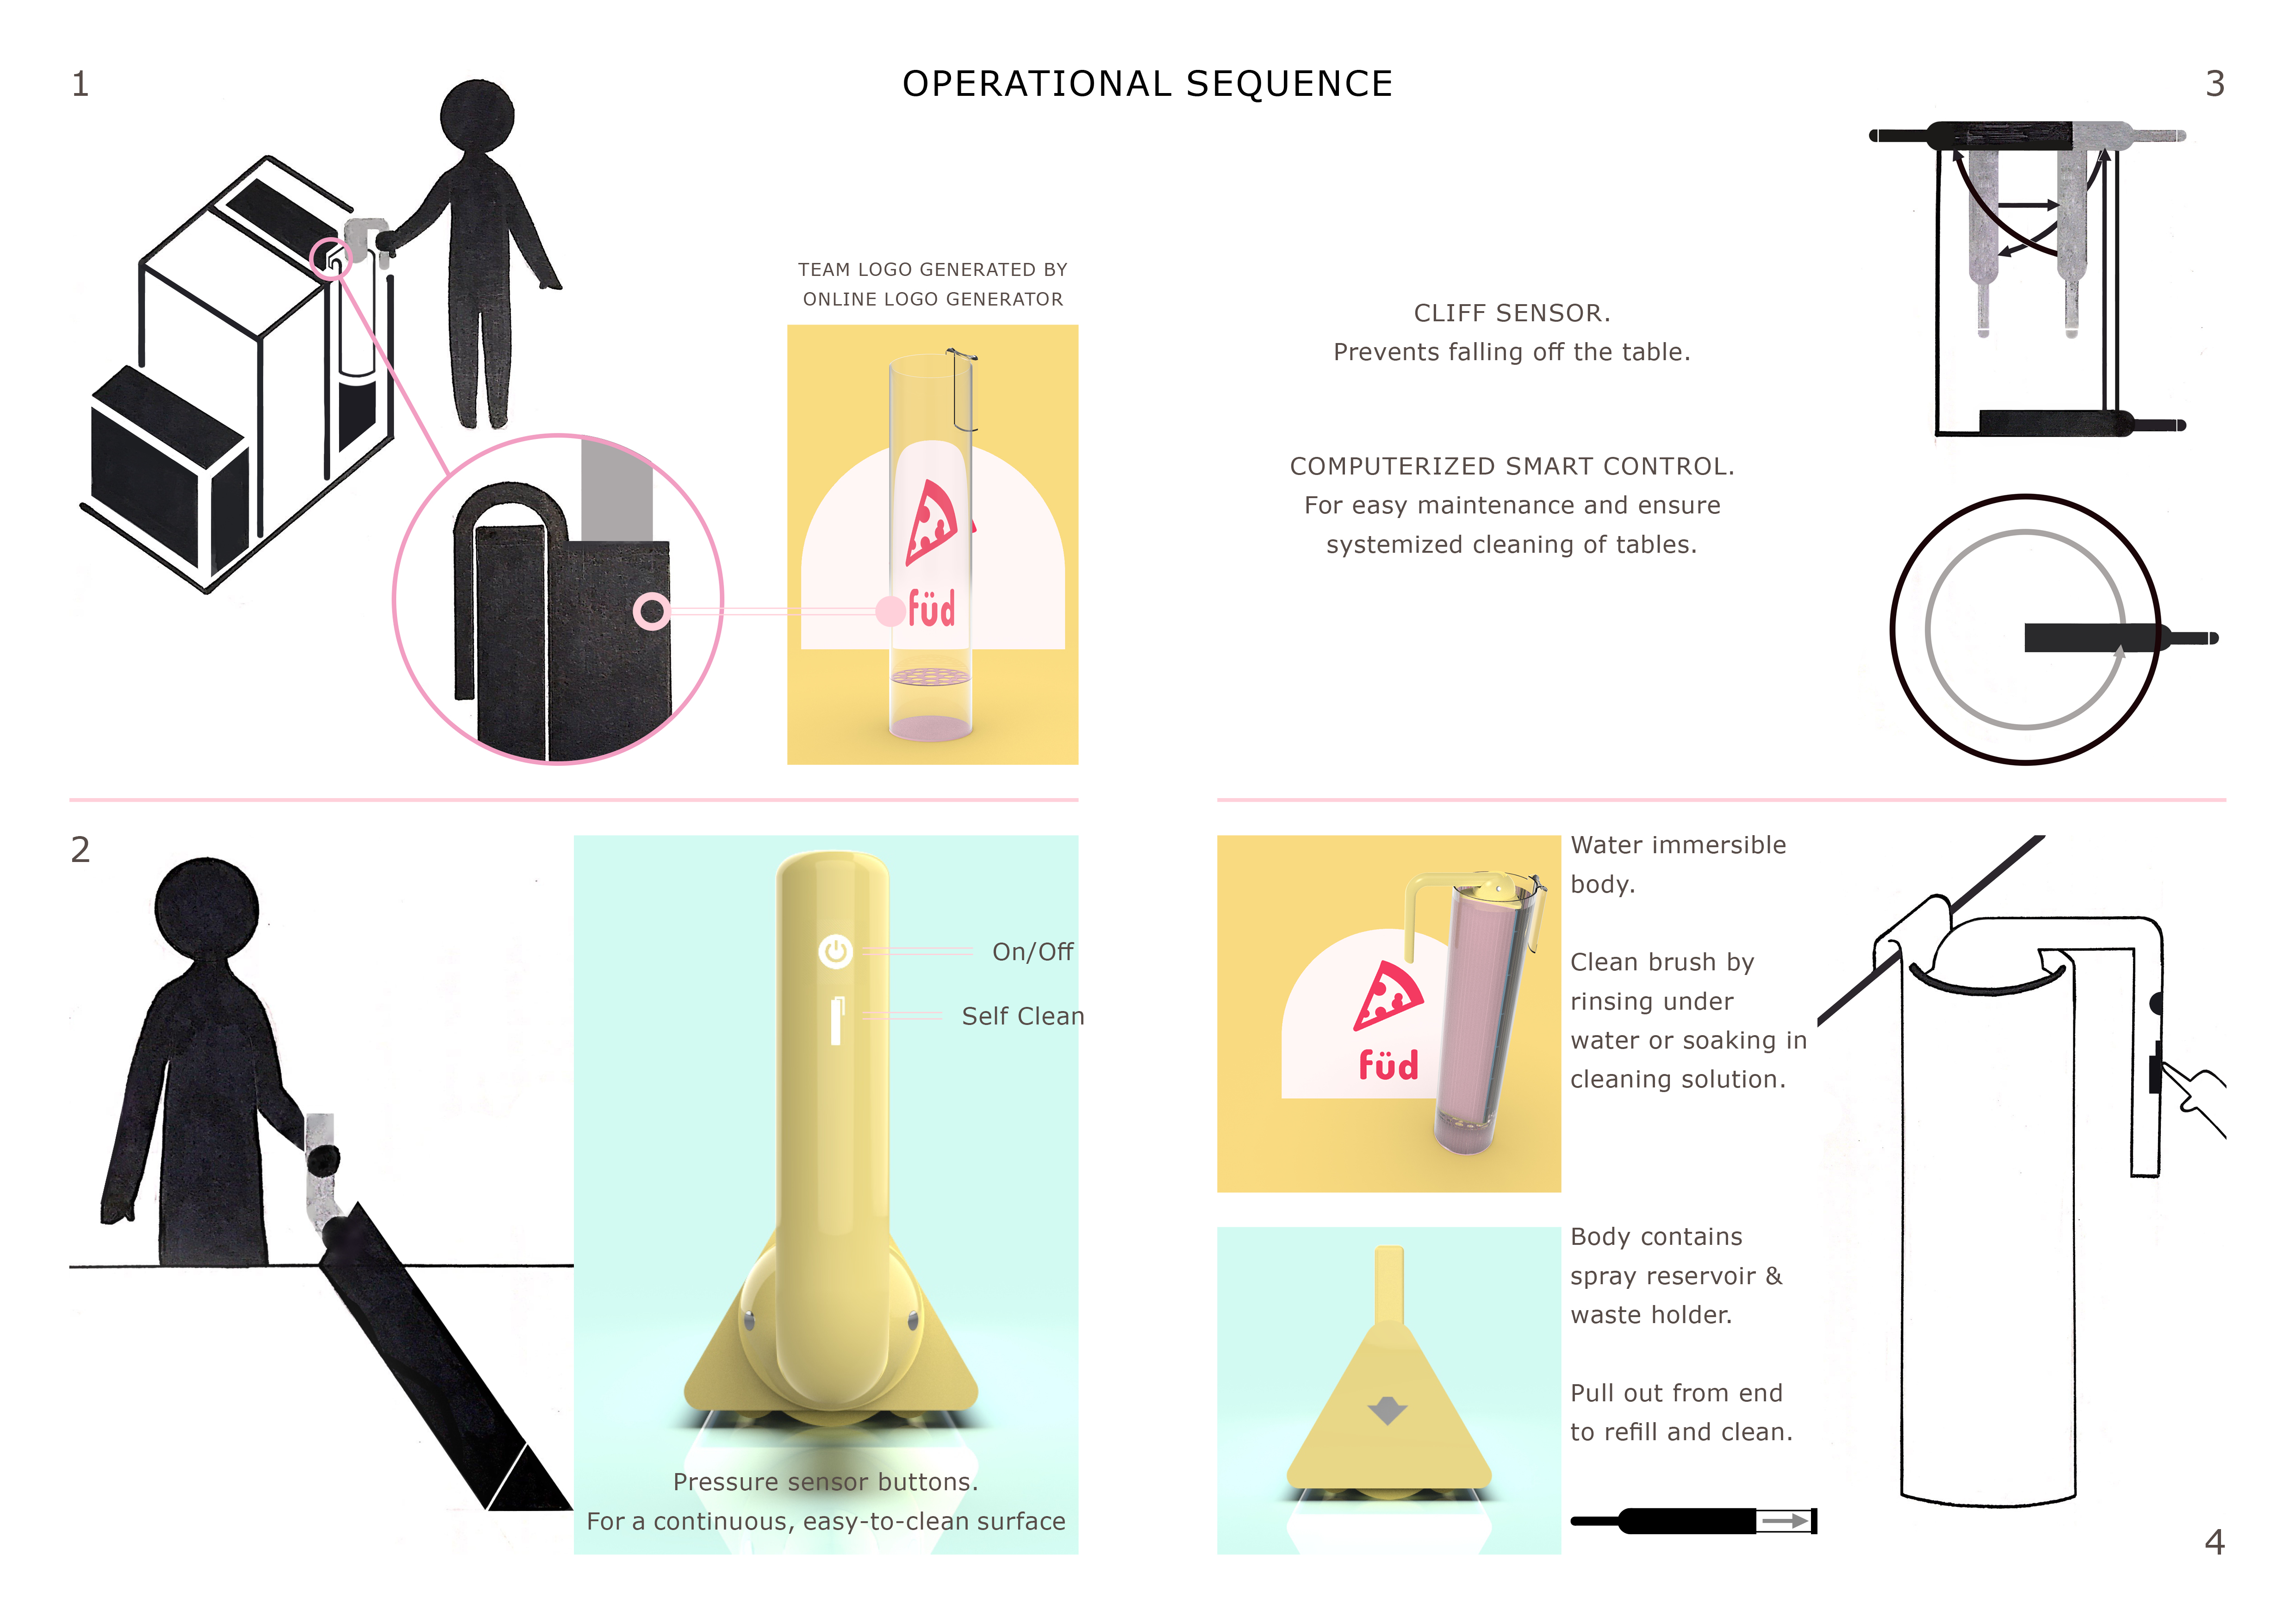 OPERATIONAL SEQUENCE
1
TEAM LOGO GENERATED BY
ONLINE LOGO GENERATOR
füd
2
On/Off
Self Clean
Pressure sensor buttons.
For a continuous, easy-to-clean surface
3
CLIFF SENSOR.
Prevents falling off the table.
COMPUTERIZED SMART CONTROL.
For easy maintenance and ensure
systemized cleaning of tables.
füd
Water immersible
body.
Clean brush by
rinsing under
water or soaking in
cleaning solution.
Body contains
spray reservoir &
waste holder.
Pull out from end
to refill and clean.
4